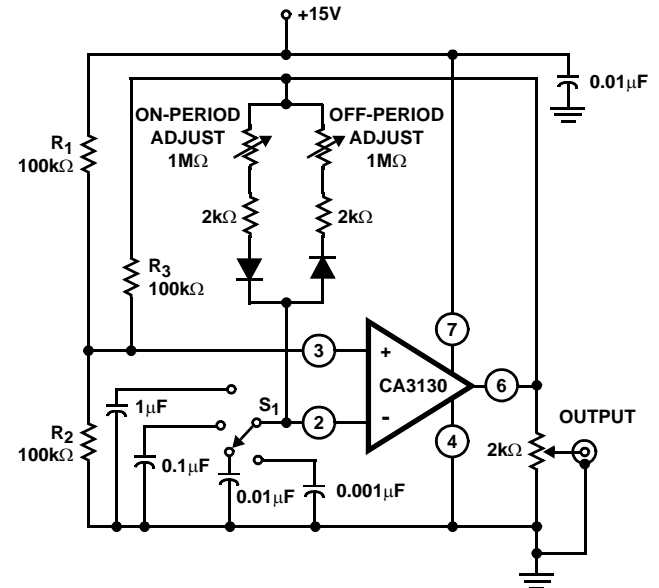 +15V
0.01μF
ON-PERIOD
ADJUST
1MΩ
OFF-PERIOD
ADJUST
1MΩ
R1
100kΩ
2kΩ
2kΩ
R3
100kΩ
3
+
7
CA3130
6
2
-
4
S1
1μF
R2
100kΩ
0.1μF
0.01μF
0.001μF
OUTPUT
2kΩ